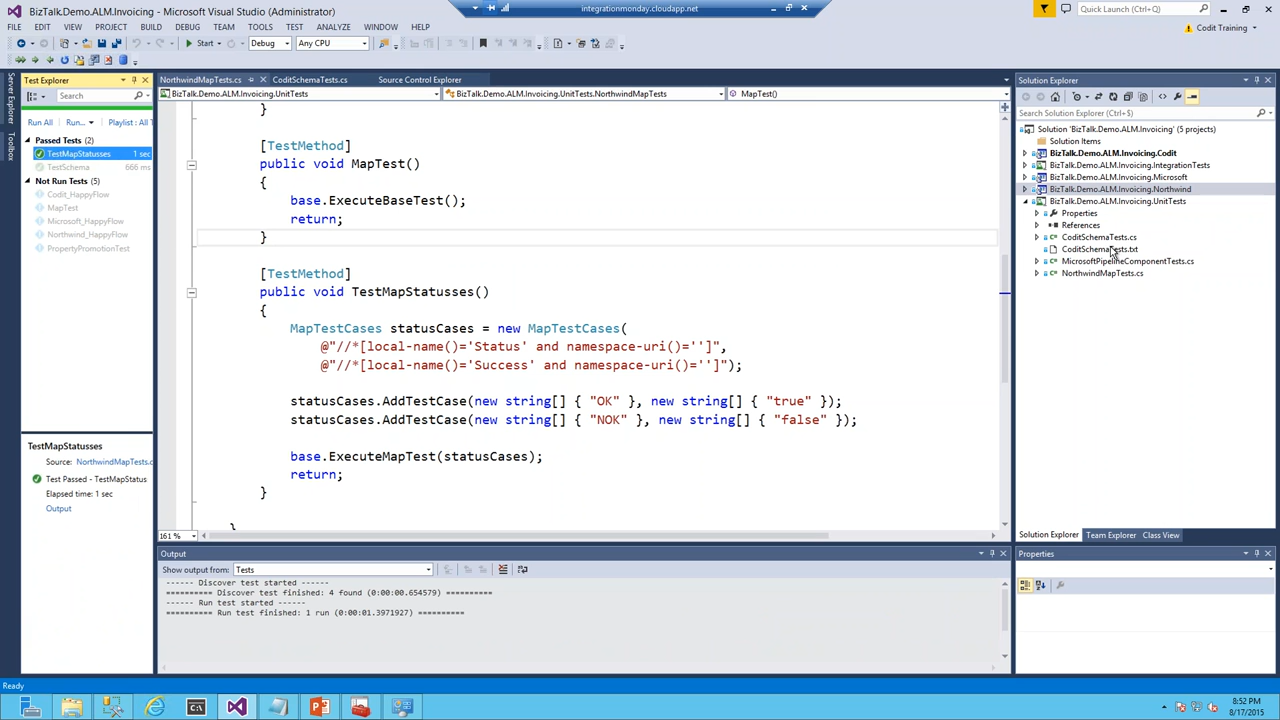 BizTalk.Demo.ALM.Invoicing - Microsoft Visual Studio (Administrator)
integrationmonday.cloudapp.net
Quick Launch (Ctrl+Q)
FILE EDIT VIEW PROJECT BUILD DEBUG TEAM TOOLS TEST ANALYZE WINDOW HELP
Codit Training
Start Debug Any CPU
Server Explorer
Toolbox
Test Explorer
Search
Run All Run... Playlist : All T
Passed Tests (2)
TestMapStatusses 1 sec
TestSchema 666 ms
Not Run Tests (5)
Codit_HappyFlow
MapTest
Microsoft_HappyFlow
Northwind_HappyFlow
PropertyPromotionTest
TestMapStatusses
Source: NorthwindMapTests.c
Test Passed - TestMapStatus
Elapsed time: 1 sec
Output
NorthwindMapTests.cs CoditSchemaTests.cs Source Control Explorer
BizTalk.Demo.ALM.Invoicing.UnitTests BizTalk.Demo.ALM.Invoicing.UnitTests.NorthwindMapTests MapTest()
}
[TestMethod]
public void MapTest()
{
base.ExecuteBaseTest();
return;
}
[TestMethod]
public void TestMapStatusses()
{
MapTestCases statusCases = new MapTestCases(
@"//*[local-name()='Status' and namespace-uri()='']",
@"//*[local-name()='Success' and namespace-uri()='']");
statusCases.AddTestCase(new string[] { "OK" }, new string[] { "true" });
statusCases.AddTestCase(new string[] { "NOK" }, new string[] { "false" });
base.ExecuteMapTest(statusCases);
return;
}
}
161 %
Output
Show output from: Tests
------ Discover test started ------
========== Discover test finished: 4 found (0:00:00.654579) ==========
------ Run test started ------
========== Run test finished: 1 run (0:00:01.3971927) ==========
Solution Explorer
Search Solution Explorer (Ctrl+$)
Solution 'BizTalk.Demo.ALM.Invoicing' (5 projects)
Solution Items
BizTalk.Demo.ALM.Invoicing.Codit
BizTalk.Demo.ALM.Invoicing.IntegrationTests
BizTalk.Demo.ALM.Invoicing.Microsoft
BizTalk.Demo.ALM.Invoicing.Northwind
BizTalk.Demo.ALM.Invoicing.UnitTests
Properties
References
CoditSchemaTests.cs
CoditSchemaTests.txt
MicrosoftPipelineComponentTests.cs
NorthwindMapTests.cs
Solution Explorer Team Explorer Class View
Properties
Ready
8:52 PM
8/17/2015